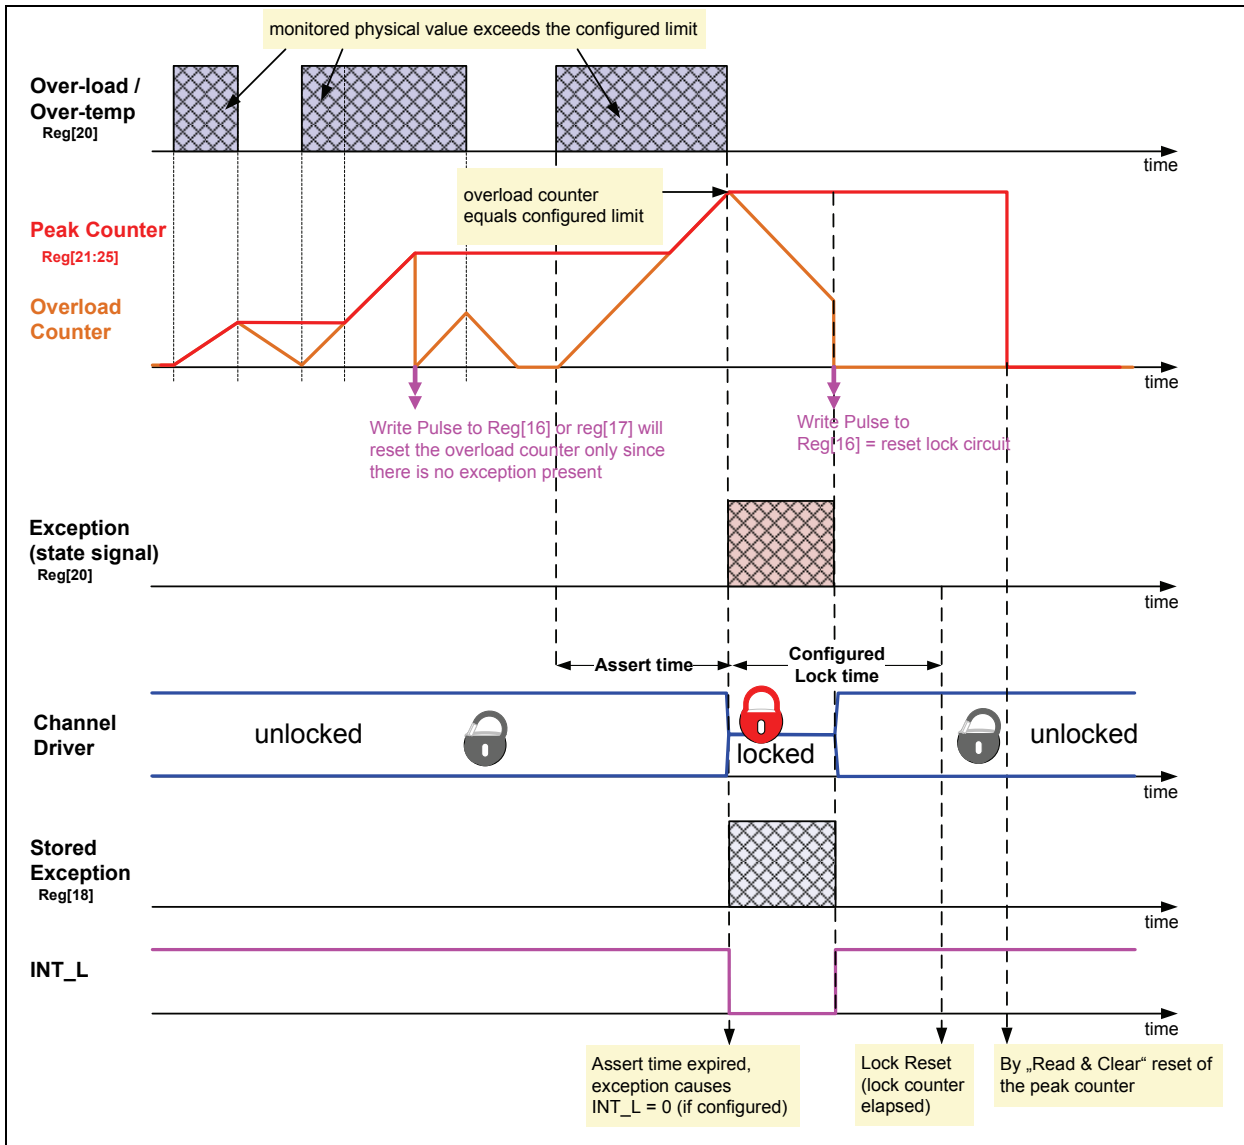 monitored physical value exceeds the configured limit
Over-load /
Over-temp
Reg[20]
time
overload counter
equals configured limit
Peak Counter
Reg[21:25]
Overload
Counter
time
Write Pulse to Reg[16] or reg[17] will
reset the overload counter only since
there is no exception present
Write Pulse to
Reg[16] = reset lock circuit
Exception
(state signal)
Reg[20]
time
Assert time
Configured
Lock time
Channel
Driver
unlocked
locked
unlocked
time
Stored
Exception
Reg[18]
time
INT_L
time
Assert time expired,
exception causes
INT_L = 0 (if configured)
Lock Reset
(lock counter
elapsed)
By „Read & Clear“ reset of
the peak counter